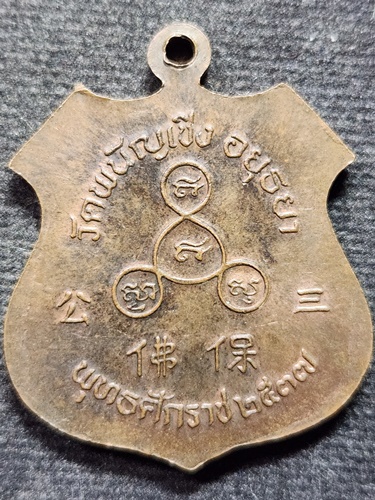 วัดพนัญเชิง อยุธยา
公 三
佛 保
พุทธศักราช ๒๕๓๗